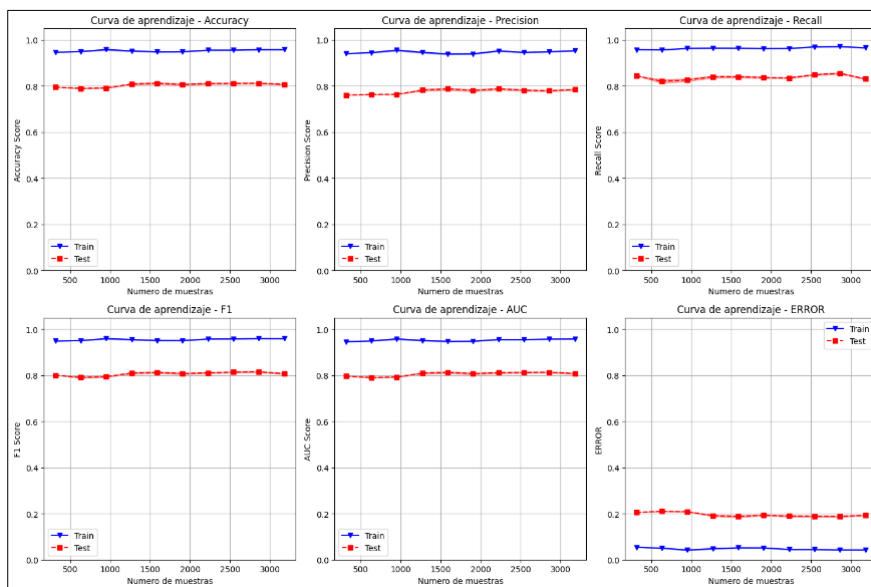 Curva de aprendizaje - Accuracy
1.0
0.8
0.6
0.4
0.2
0.0
Accuracy Score
Train
Test
500
1000
1500
2000
2500
3000
Numero de muestras
Curva de aprendizaje - Precision
1.0
0.8
0.6
0.4
0.2
0.0
Precision Score
Train
Test
500
1000
1500
2000
2500
3000
Numero de muestras
Curva de aprendizaje - Recall
1.0
0.8
0.6
0.4
0.2
0.0
Recall Score
Train
Test
500
1000
1500
2000
2500
3000
Numero de muestras
Curva de aprendizaje - F1
1.0
0.8
0.6
0.4
0.2
0.0
F1 Score
Train
Test
500
1000
1500
2000
2500
3000
Numero de muestras
Curva de aprendizaje - AUC
1.0
0.8
0.6
0.4
0.2
0.0
AUC Score
Train
Test
500
1000
1500
2000
2500
3000
Numero de muestras
Curva de aprendizaje - ERROR
1.0
0.8
0.6
0.4
0.2
0.0
ERROR
Train
Test
500
1000
1500
2000
2500
3000
Numero de muestras